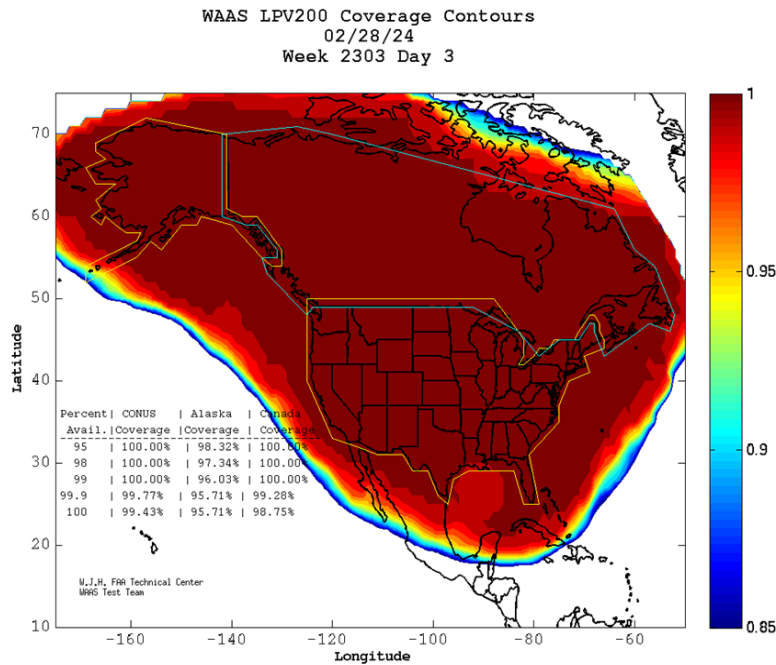 WAAS LPV200 Coverage Contours
02/28/24
Week 2303 Day 3
70
60
50
40
30
20
10
Latitude
Percent| CONUS | Alaska | Canada
Avail.|Coverage |Coverage | Coverage
95 | 100.00% | 98.32% | 100.00%
98 | 100.00% | 97.34% | 100.00%
99 | 100.00% | 96.03% | 100.00%
99.9 | 99.77% | 95.71% | 99.28%
100 | 99.43% | 95.71% | 98.75%
W.J.H. FAA Technical Center
WAAS Test Team
-160 -140 -120 -100 -80 -60
Longitude
1
0.95
0.9
0.85